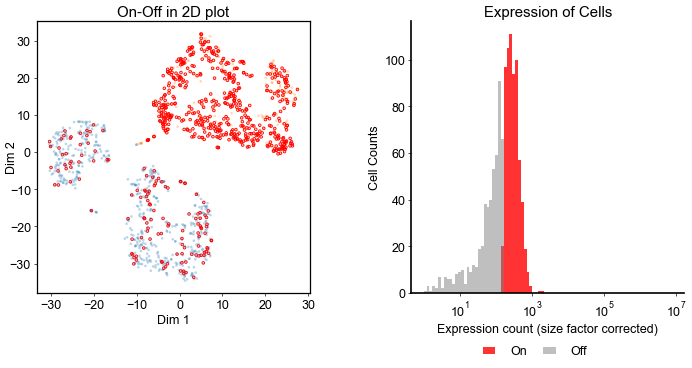 On-Off in 2D plot
30
20
10
0
−10
−20
−30
Dim 2
−30 −20 −10 0 10 20 30
Dim 1
Expression of Cells
100
80
60
40
20
0
Cell Counts
10^1 10^3 10^5 10^7
Expression count (size factor corrected)
On Off